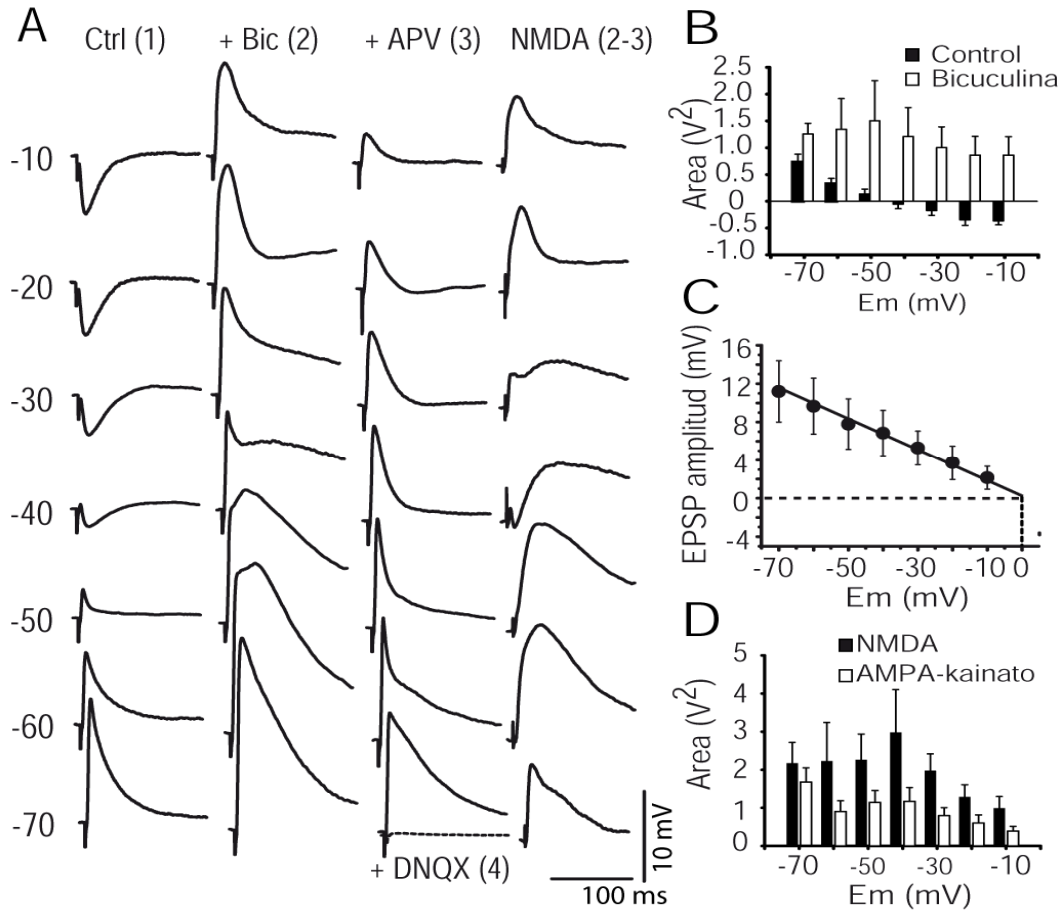 A
Ctrl (1)
+ Bic (2)
+ APV (3)
NMDA (2-3)
-10
-20
-30
-40
-50
-60
-70
+ DNQX (4)
10 mV
100 ms
B
Control
Bicuculina
Area (V²)
2.5
2.0
1.5
1.0
0.5
0
-0.5
-1.0
-70
-50
-30
-10
Em (mV)
C
EPSP amplitud (mV)
16
12
8
4
0
-4
-70
-50
-30
-10
0
Em (mV)
D
NMDA
AMPA-kainato
Area (V²)
5
4
3
2
1
0
-70
-50
-30
-10
Em (mV)